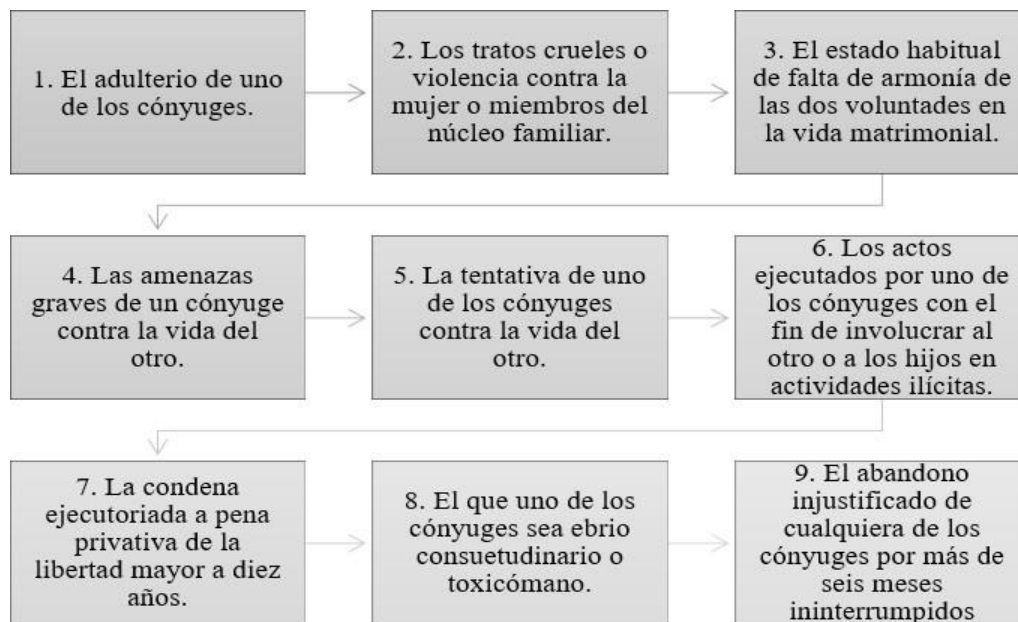 1. El adulterio de uno
de los cónyuges.
2. Los tratos crueles o
violencia contra la
mujer o miembros del
núcleo familiar.
3. El estado habitual
de falta de armonía de
las dos voluntades en
la vida matrimonial.
4. Las amenazas
graves de un cónyuge
contra la vida del
otro.
5. La tentativa de uno
de los cónyuges
contra la vida del
otro.
6. Los actos
ejecutados por uno de
los cónyuges con el
fin de involucrar al
otro o a los hijos en
actividades ilícitas.
7. La condena
ejecutoriada a pena
privativa de la
libertad mayor a diez
años.
8. El que uno de los
cónyuges sea ebrio
consuetudinario o
toxicómano.
9. El abandono
injustificado de
cualquiera de los
cónyuges por más de
seis meses
ininterrumpidos